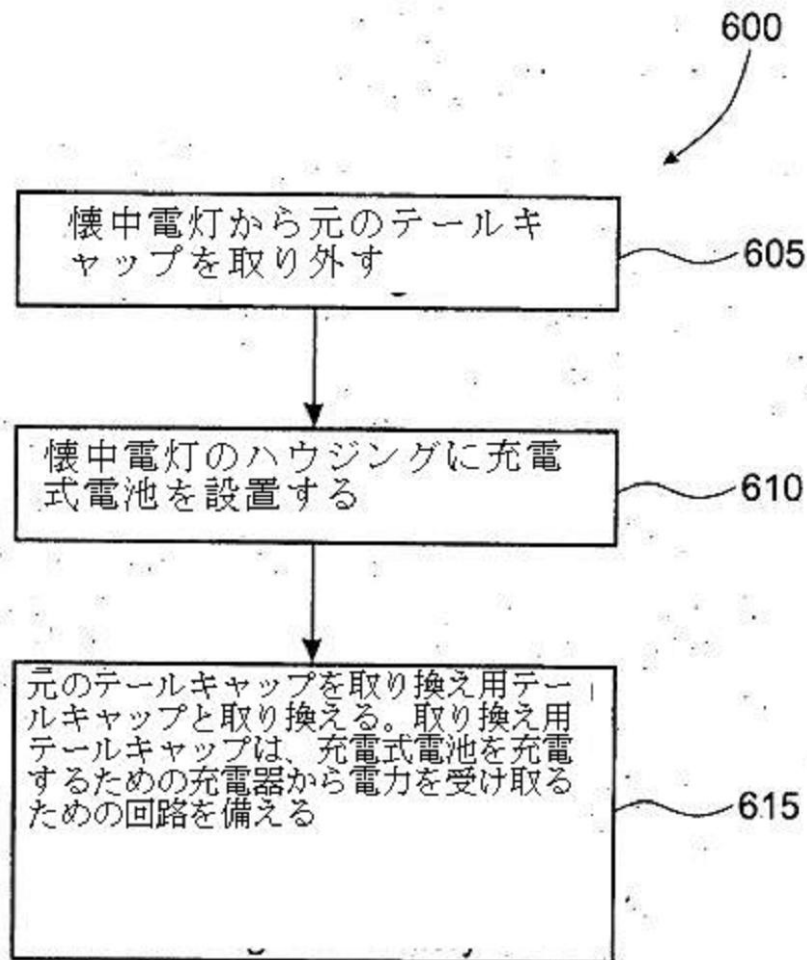 600
懐中電灯から元のテールキ
ャップを取り外す
605
懐中電灯のハウジングに充電
式電池を設置する
610
元のテールキャップを取り換え用テー
ルキャップと取り換える。取り換え用
テールキャップは、充電式電池を充電
するための充電器から電力を受け取る
ための回路を備える
615